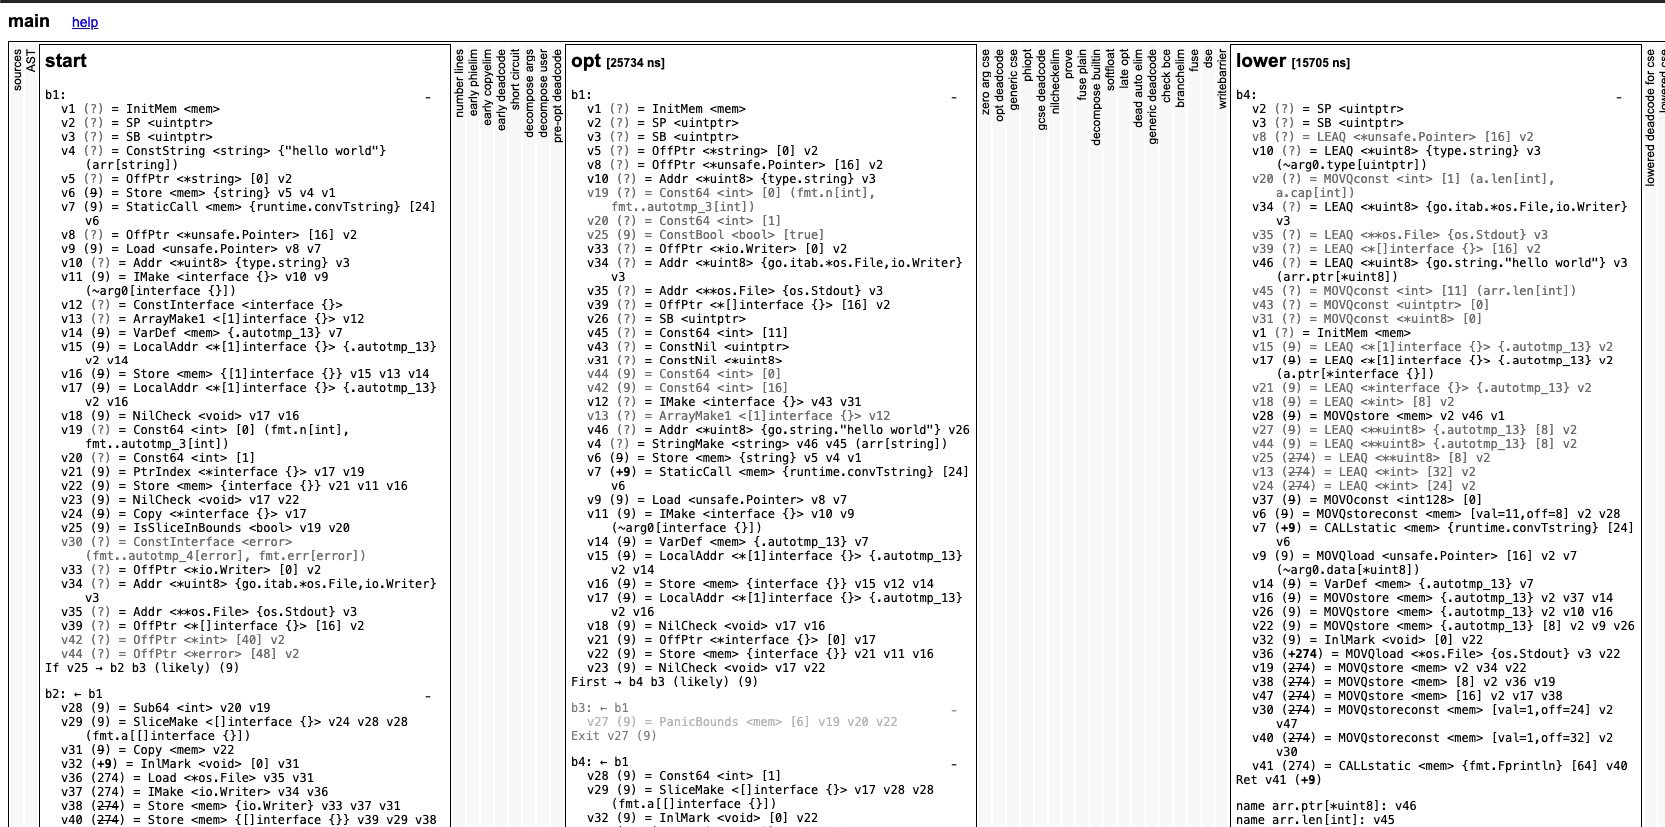 main help
sources
AST
start
b1: -
v1 (?) = InitMem <mem>
v2 (?) = SP <uintptr>
v3 (?) = SB <uintptr>
v4 (?) = ConstString <string> {"hello world"}
(arr[string])
v5 (?) = OffPtr <*string> [0] v2
v6 (9) = Store <mem> {string} v5 v4 v1
v7 (9) = StaticCall <mem> {runtime.convTstring} [24]
v6
v8 (?) = OffPtr <*unsafe.Pointer> [16] v2
v9 (9) = Load <unsafe.Pointer> v8 v7
v10 (?) = Addr <*uint8> {type.string} v3
v11 (9) = IMake <interface {}> v10 v9
(~arg0[interface {}])
v12 (?) = ConstInterface <interface {}>
v13 (?) = ArrayMake1 <[1]interface {}> v12
v14 (9) = VarDef <mem> {.autotmp_13} v7
v15 (9) = LocalAddr <*[1]interface {}> {.autotmp_13}
v2 v14
v16 (9) = Store <mem> {[1]interface {}} v15 v13 v14
v17 (9) = LocalAddr <*[1]interface {}> {.autotmp_13}
v2 v16
v18 (9) = NilCheck <void> v17 v16
v19 (?) = Const64 <int> [0] (fmt.n[int],
fmt..autotmp_3[int])
v20 (?) = Const64 <int> [1]
v21 (9) = PtrIndex <*interface {}> v17 v19
v22 (9) = Store <mem> {interface {}} v21 v11 v16
v23 (9) = NilCheck <void> v17 v22
v24 (9) = Copy <*interface {}> v17
v25 (9) = IsSliceInBounds <bool> v19 v20
v30 (?) = ConstInterface <error>
(fmt..autotmp_4[error], fmt.err[error])
v33 (?) = OffPtr <*io.Writer> [0] v2
v34 (?) = Addr <*uint8> {go.itab.*os.File,io.Writer}
v3
v35 (?) = Addr <**os.File> {os.Stdout} v3
v39 (?) = OffPtr <*[]interface {}> [16] v2
v42 (?) = OffPtr <*int> [40] v2
v44 (?) = OffPtr <*error> [48] v2
If v25 → b2 b3 (likely) (9)
b2: ← b1 -
v28 (9) = Sub64 <int> v20 v19
v29 (9) = SliceMake <[]interface {}> v24 v28 v28
(fmt.a[[]interface {}])
v31 (9) = Copy <mem> v22
v32 (+9) = InlMark <void> [0] v31
v36 (274) = Load <*os.File> v35 v31
v37 (274) = IMake <io.Writer> v34 v36
v38 (274) = Store <mem> {io.Writer} v33 v37 v31
v40 (274) = Store <mem> {[]interface {}} v39 v29 v38
number lines
early phielim
early copyelim
early deadcode
short circuit
decompose args
decompose user
pre-opt deadcode
opt [25734 ns]
b1: -
v1 (?) = InitMem <mem>
v2 (?) = SP <uintptr>
v3 (?) = SB <uintptr>
v5 (?) = OffPtr <*string> [0] v2
v8 (?) = OffPtr <*unsafe.Pointer> [16] v2
v10 (?) = Addr <*uint8> {type.string} v3
v19 (?) = Const64 <int> [0] (fmt.n[int],
fmt..autotmp_3[int])
v20 (?) = Const64 <int> [1]
v25 (9) = ConstBool <bool> [true]
v33 (?) = OffPtr <*io.Writer> [0] v2
v34 (?) = Addr <*uint8> {go.itab.*os.File,io.Writer}
v3
v35 (?) = Addr <**os.File> {os.Stdout} v3
v39 (?) = OffPtr <*[]interface {}> [16] v2
v26 (?) = SB <uintptr>
v45 (?) = Const64 <int> [11]
v43 (?) = ConstNil <uintptr>
v31 (?) = ConstNil <*uint8>
v44 (9) = Const64 <int> [0]
v42 (9) = Const64 <int> [16]
v12 (?) = IMake <interface {}> v43 v31
v13 (?) = ArrayMake1 <[1]interface {}> v12
v46 (?) = Addr <*uint8> {go.string."hello world"} v26
v4 (?) = StringMake <string> v46 v45 (arr[string])
v6 (9) = Store <mem> {string} v5 v4 v1
v7 (+9) = StaticCall <mem> {runtime.convTstring} [24]
v6
v9 (9) = Load <unsafe.Pointer> v8 v7
v11 (9) = IMake <interface {}> v10 v9
(~arg0[interface {}])
v14 (9) = VarDef <mem> {.autotmp_13} v7
v15 (9) = LocalAddr <*[1]interface {}> {.autotmp_13}
v2 v14
v16 (9) = Store <mem> {interface {}} v15 v12 v14
v17 (9) = LocalAddr <*[1]interface {}> {.autotmp_13}
v2 v16
v18 (9) = NilCheck <void> v17 v16
v21 (9) = OffPtr <*interface {}> [0] v17
v22 (9) = Store <mem> {interface {}} v21 v11 v16
v23 (9) = NilCheck <void> v17 v22
First → b4 b3 (likely) (9)
b3: ← b1 -
v27 (9) = PanicBounds <mem> [6] v19 v20 v22
Exit v27 (9)
b4: ← b1 -
v28 (9) = Const64 <int> [1]
v29 (9) = SliceMake <[]interface {}> v17 v28 v28
(fmt.a[[]interface {}])
v32 (9) = InlMark <void> [0] v22
zero arg cse
opt deadcode
generic cse
phiopt
gcse deadcode
nilcheckelim
prove
fuse plain
decompose builtin
softfloat
late opt
dead auto elim
generic deadcode
check bce
branchelim
fuse
dse
writebarrier
lower [15705 ns]
b4: -
v2 (?) = SP <uintptr>
v3 (?) = SB <uintptr>
v8 (?) = LEAQ <*unsafe.Pointer> [16] v2
v10 (?) = LEAQ <*uint8> {type.string} v3
(~arg0.type[uintptr])
v20 (?) = MOVQconst <int> [1] (a.len[int],
a.cap[int])
v34 (?) = LEAQ <*uint8> {go.itab.*os.File,io.Writer}
v3
v35 (?) = LEAQ <**os.File> {os.Stdout} v3
v39 (?) = LEAQ <*[]interface {}> [16] v2
v46 (?) = LEAQ <*uint8> {go.string."hello world"} v3
(arr.ptr[*uint8])
v45 (?) = MOVQconst <int> [11] (arr.len[int])
v43 (?) = MOVQconst <uintptr> [0]
v31 (?) = MOVQconst <*uint8> [0]
v1 (?) = InitMem <mem>
v15 (9) = LEAQ <*[1]interface {}> {.autotmp_13} v2
v17 (9) = LEAQ <*[1]interface {}> {.autotmp_13} v2
(a.ptr[*interface {}])
v21 (9) = LEAQ <*interface {}> {.autotmp_13} v2
v18 (9) = LEAQ <*int> [8] v2
v28 (9) = MOVQstore <mem> v2 v46 v1
v27 (9) = LEAQ <**uint8> {.autotmp_13} [8] v2
v44 (9) = LEAQ <**uint8> {.autotmp_13} [8] v2
v25 (274) = LEAQ <**uint8> [8] v2
v13 (274) = LEAQ <*int> [32] v2
v24 (274) = LEAQ <*int> [24] v2
v37 (9) = MOVOconst <int128> [0]
v6 (9) = MOVQstoreconst <mem> [val=11,off=8] v2 v28
v7 (+9) = CALLstatic <mem> {runtime.convTstring} [24]
v6
v9 (9) = MOVQload <unsafe.Pointer> [16] v2 v7
(~arg0.data[*uint8])
v14 (9) = VarDef <mem> {.autotmp_13} v7
v16 (9) = MOVOstore <mem> {.autotmp_13} v2 v37 v14
v26 (9) = MOVQstore <mem> {.autotmp_13} v2 v10 v16
v22 (9) = MOVQstore <mem> {.autotmp_13} [8] v2 v9 v26
v32 (9) = InlMark <void> [0] v22
v36 (+274) = MOVQload <*os.File> {os.Stdout} v3 v22
v19 (274) = MOVQstore <mem> v2 v34 v22
v38 (274) = MOVQstore <mem> [8] v2 v36 v19
v47 (274) = MOVQstore <mem> [16] v2 v17 v38
v30 (274) = MOVQstoreconst <mem> [val=1,off=24] v2
v47
v40 (274) = MOVQstoreconst <mem> [val=1,off=32] v2
v30
v41 (274) = CALLstatic <mem> {fmt.Fprintln} [64] v40
Ret v41 (+9)
name arr.ptr[*uint8]: v46
name arr.len[int]: v45
lowered deadcode for cse
lowered cse